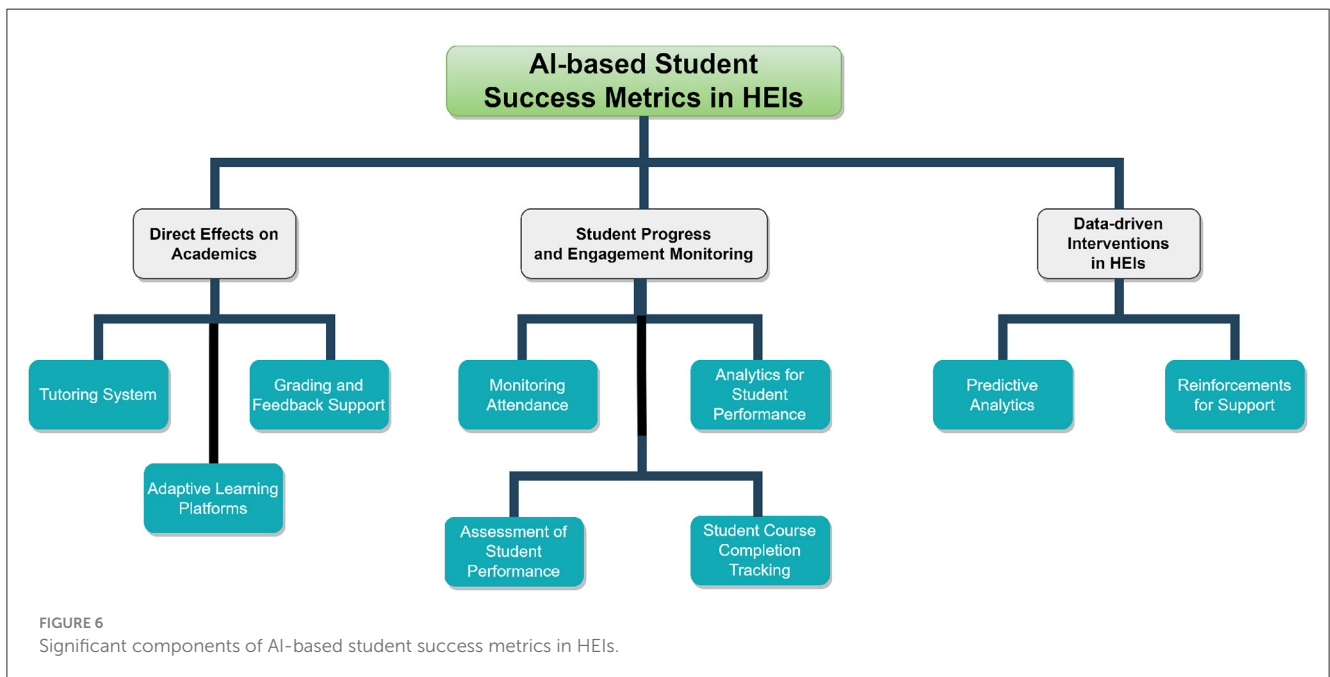 AI-based Student
Success Metrics in HEIs
Direct Effects on
Academics
Student Progress
and Engagement Monitoring
Data-driven
Interventions
in HEIs
Tutoring System
Grading and
Feedback Support
Monitoring
Attendance
Analytics for
Student
Performance
Predictive
Analytics
Reinforcements
for Support
Adaptive Learning
Platforms
Assessment of
Student
Performance
Student Course
Completion
Tracking
FIGURE 6
Significant components of AI-based student success metrics in HEIs.